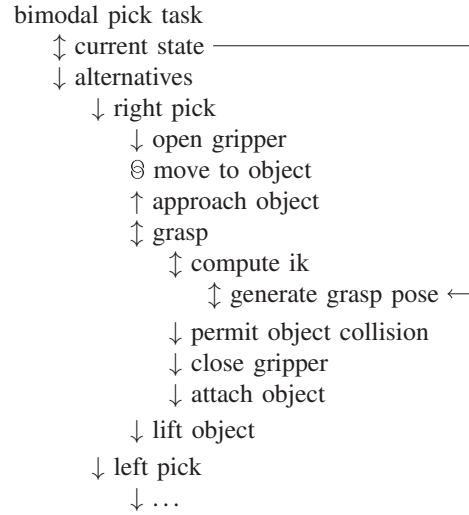 bimodal pick task
↕ current state
↓ alternatives
↓ right pick
↓ open gripper
move to object
↑ approach object
↕ grasp
↕ compute ik
↕ generate grasp pose ←
↓ permit object collision
↓ close gripper
↓ attach object
↓ lift object
↓ left pick
↓ ...